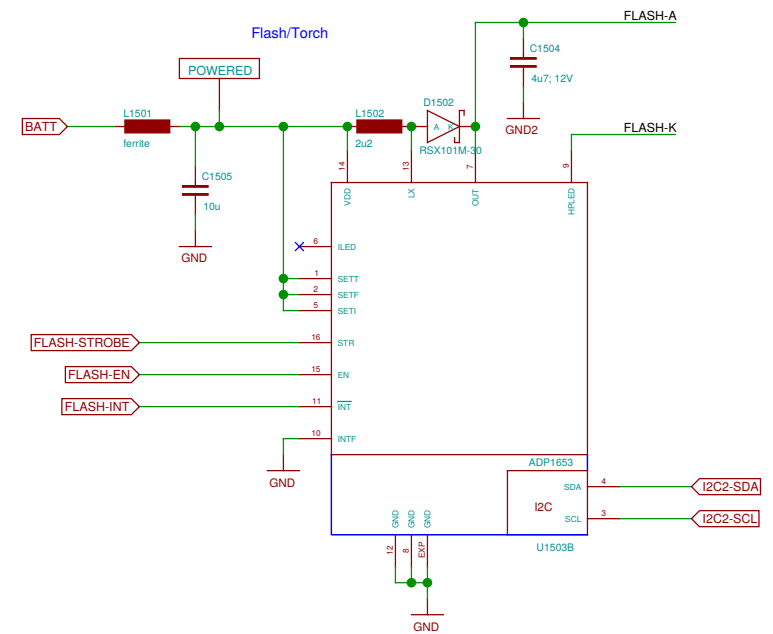 FLASH-A
Flash/Torch
C1504
POWERED
4u7; 12V
D1502
L1501
L1502
BATT
A K
GND2
FLASH-K
ferrite
2u2
RSX101M-30
14
13
7
9
C1505
VDD
LX
OUT
HPLED
10u
6
ILED
GND
1
SETT
2
SETF
5
SETI
FLASH-STROBE
16
STR
FLASH-EN
15
EN
FLASH-INT
11
INT
10
INTF
ADP1653
GND
SDA
4
I2C2-SDA
I2C
GND
GND
GND
SCL
3
I2C2-SCL
12
8
EXP
U1503B
GND